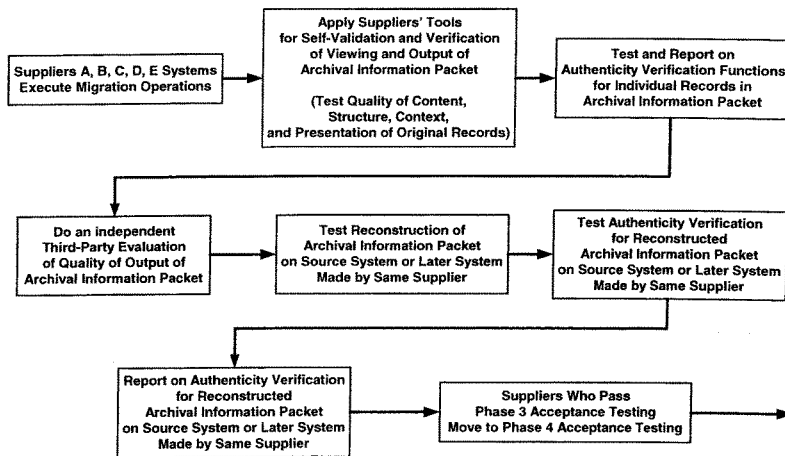 Suppliers A, B, C, D, E Systems
Execute Migration Operations
Apply Suppliers' Tools
for Self-Validation and Verification
of Viewing and Output of
Archival Information Packet
(Test Quality of Content,
Structure, Context,
and Presentation of Original Records)
Test and Report on
Authenticity Verification Functions
for Individual Records in
Archival Information Packet
Do an independent
Third-Party Evaluation
of Quality of Output of
Archival Information Packet
Test Reconstruction of
Archival Information Packet
on Source System or Later System
Made by Same Supplier
Test Authenticity Verification
for Reconstructed
Archival Information Packet
on Source System or Later System
Made by Same Supplier
Report on Authenticity Verification
for Reconstructed
Archival Information Packet
on Source System or Later System
Made by Same Supplier
Suppliers Who Pass
Phase 3 Acceptance Testing
Move to Phase 4 Acceptance Testing